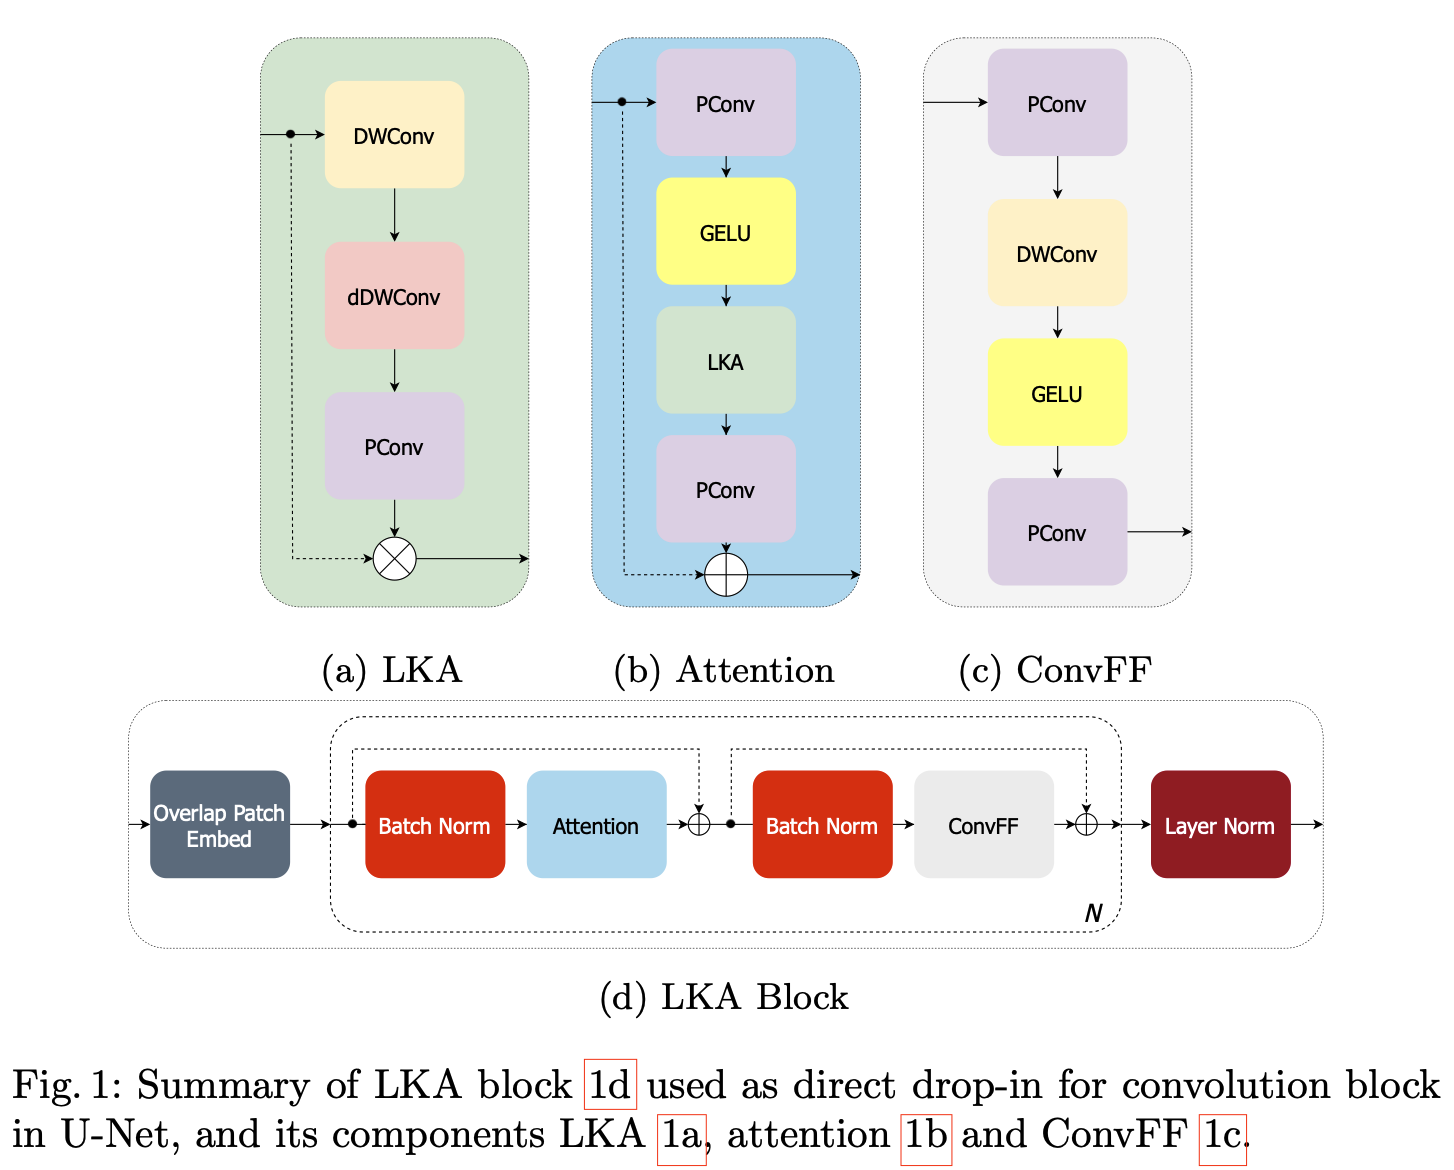 DWConv
dDWConv
PConv
(a) LKA
PConv
GELU
LKA
PConv
(b) Attention
PConv
DWConv
GELU
PConv
(c) ConvFF
Overlap Patch
Embed
Batch Norm
Attention
Batch Norm
ConvFF
N
Layer Norm
(d) LKA Block
Fig. 1: Summary of LKA block 1d used as direct drop-in for convolution block
in U-Net, and its components LKA 1a, attention 1b and ConvFF 1c.